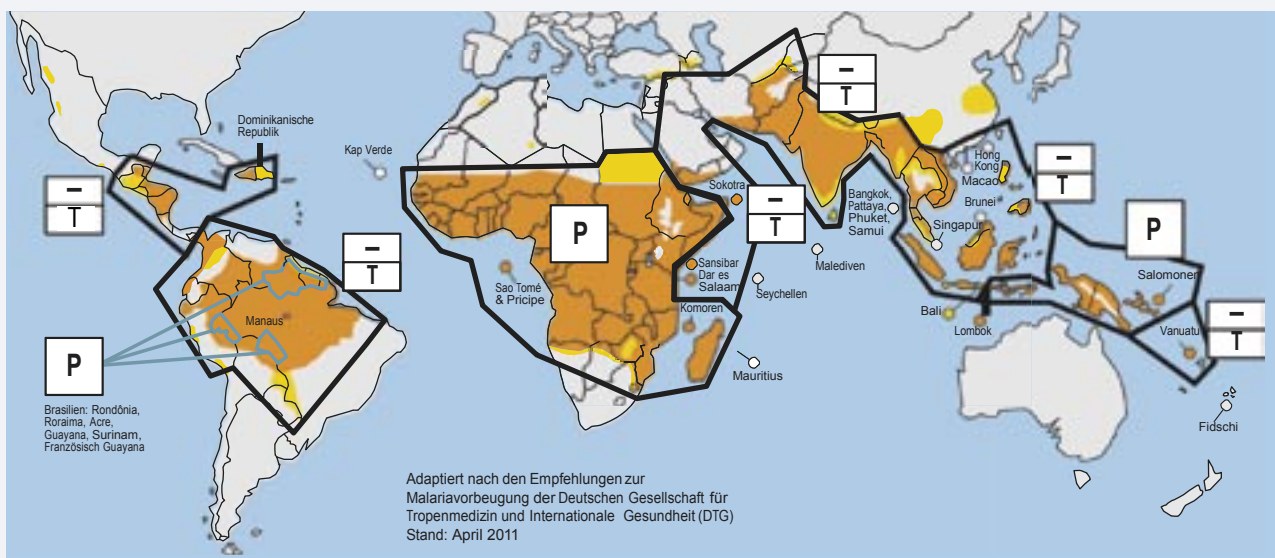 Dominikanische
Republik
Kap Verde
–
T
–
T
P
Brasilien: Rondônia,
Roraima, Acre,
Guayana, Surinam,
Französisch Guayana
Manaus
–
T
P
Sao Tomé
& Pricipe
Sokotra
Sansibar
Dar es
Salaam
Komoren
–
T
Seychellen
Mauritius
Malediven
–
T
Bangkok,
Pattaya,
Phuket,
Samui
Hong
Kong
Macao
Brunei
Singapur
–
T
P
Salomonen
Bali
Lombok
Vanuatu
–
T
Fidschi
Adaptiert nach den Empfehlungen zur
Malariavorbeugung der Deutschen Gesellschaft für
Tropenmedizin und Internationale Gesundheit (DTG)
Stand: April 2011